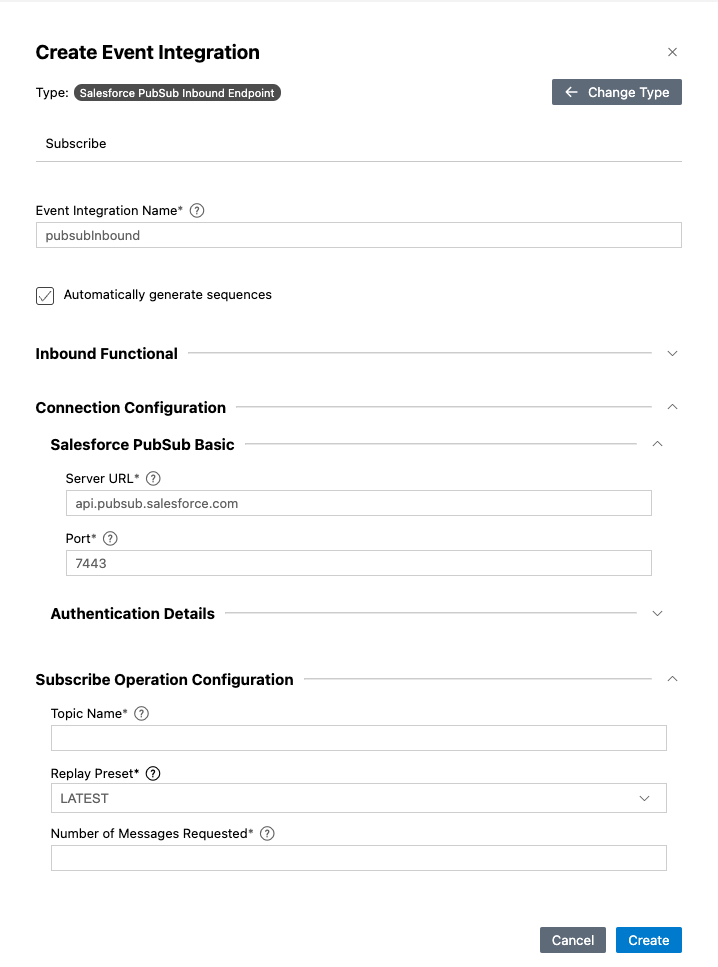 Create Event Integration
Type: Salesforce PubSub Inbound Endpoint
Change Type
Subscribe
Event Integration Name*
pubsubInbound
Automatically generate sequences
Inbound Functional
Connection Configuration
Salesforce PubSub Basic
Server URL*
api.pubsub.salesforce.com
Port*
7443
Authentication Details
Subscribe Operation Configuration
Topic Name*
Replay Preset*
LATEST
Number of Messages Requested*
Cancel Create